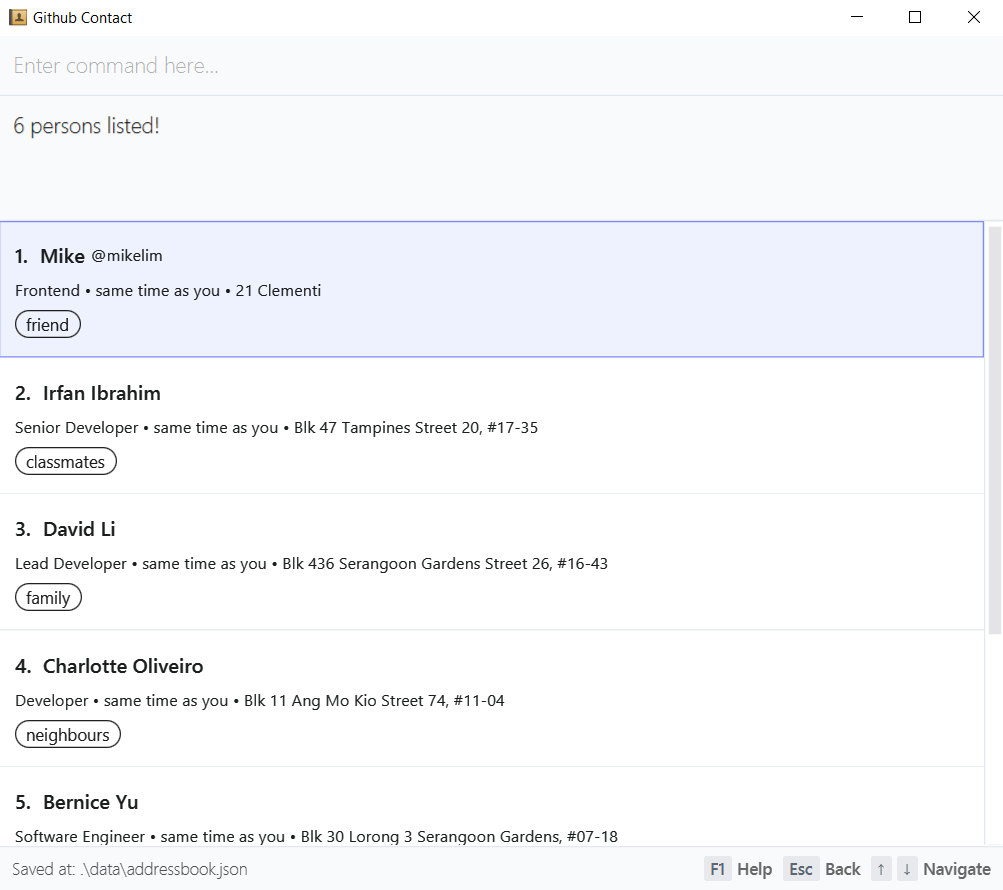 Github Contact
Enter command here...
6 persons listed!
1. Mike @mikelim
Frontend • same time as you • 21 Clementi
friend
2. Irfan Ibrahim
Senior Developer • same time as you • Blk 47 Tampines Street 20, #17-35
classmates
3. David Li
Lead Developer • same time as you • Blk 436 Serangoon Gardens Street 26, #16-43
family
4. Charlotte Oliveiro
Developer • same time as you • Blk 11 Ang Mo Kio Street 74, #11-04
neighbours
5. Bernice Yu
Software Engineer • same time as you • Blk 30 Lorong 3 Serangoon Gardens, #07-18
Saved at: .\data\addressbook.json F1 Help Esc Back ↑ ↓ Navigate